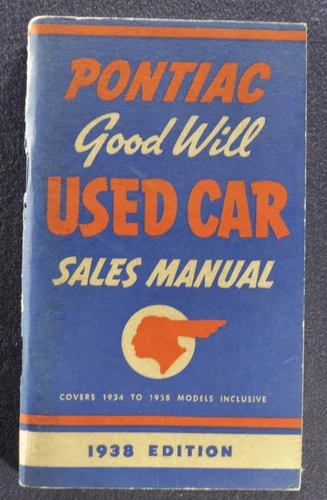 PONTIAC
Good Will
USED CAR
SALES MANUAL
COVERS 1934 TO 1938 MODELS INCLUSIVE
1938 EDITION